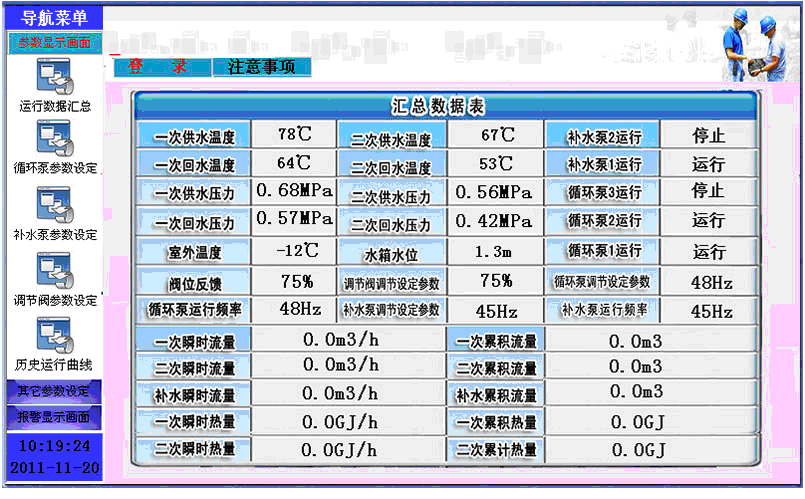 导航菜单
参数显示画面
运行数据汇总
循环泵参数设定
补水泵参数设定
调节阀参数设定
历史运行曲线
其它参数设定
报警显示画面
10:19:24
2011-11-20
登 录 注意事项
汇总数据表
一次供水温度 78℃ 二次供水温度 67℃ 补水泵2运行 停止
一次回水温度 64℃ 二次回水温度 53℃ 补水泵1运行 运行
一次供水压力 0.68MPa 二次供水压力 0.56MPa 循环泵3运行 停止
一次回水压力 0.57MPa 二次回水压力 0.42MPa 循环泵2运行 运行
室外温度 -12℃ 水箱水位 1.3m 循环泵1运行 运行
阀位反馈 75% 调节阀调节设定参数 75% 循环泵调节设定参数 48Hz
循环泵运行频率 48Hz 补水泵调节设定参数 45Hz 补水泵运行频率 45Hz
一次瞬时流量 0.0m3/h 一次累积流量 0.0m3
二次瞬时流量 0.0m3/h 二次累积流量 0.0m3
补水瞬时流量 0.0m3/h 补水累积流量 0.0m3
一次瞬时热量 0.0GJ/h 一次累积热量 0.0GJ
二次瞬时热量 0.0GJ/h 二次累计热量 0.0GJ